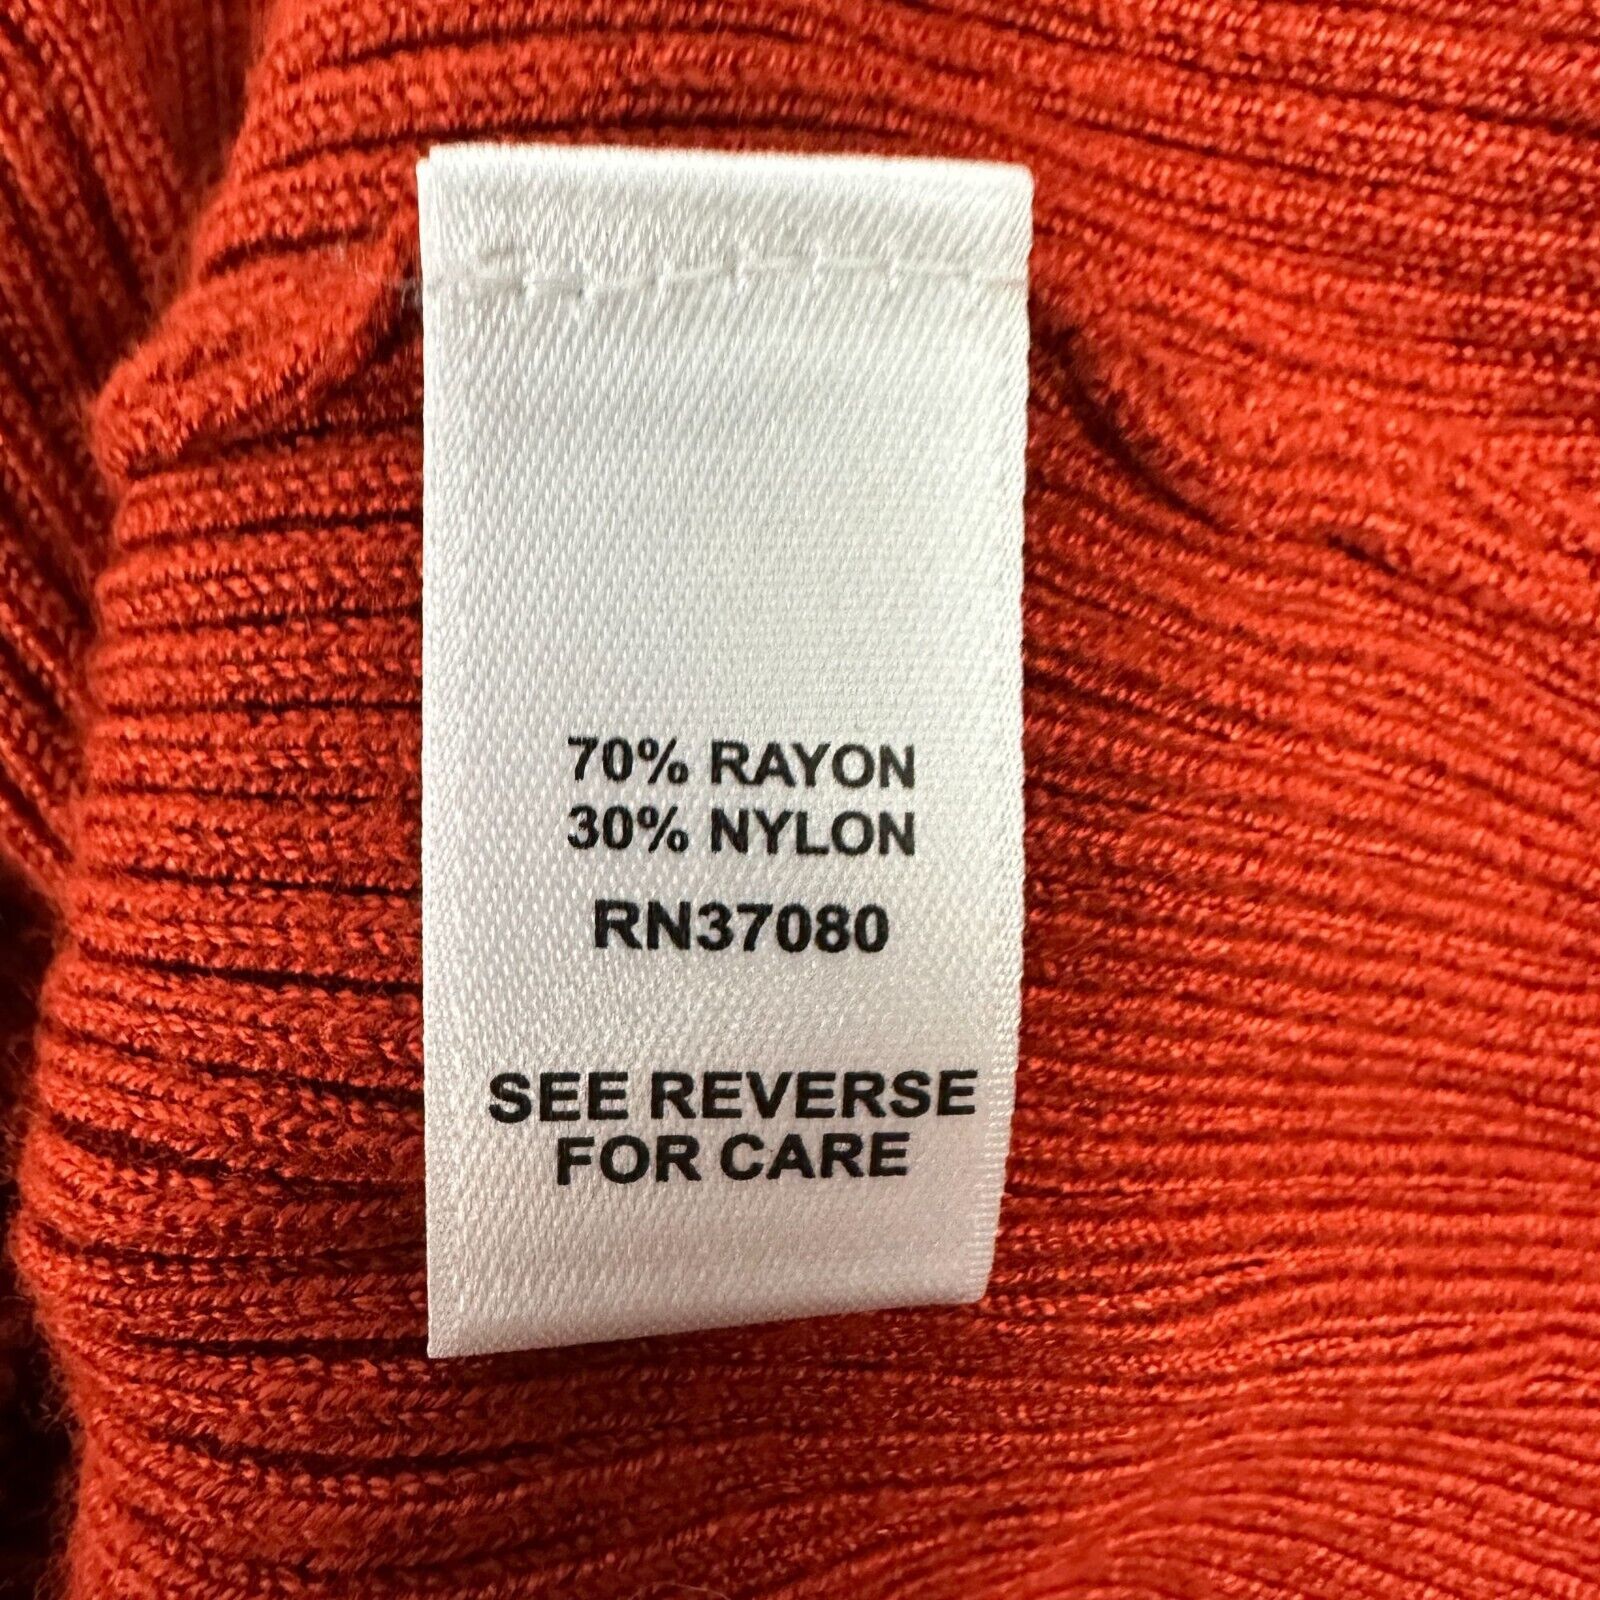 70% RAYON
30% NYLON
RN37080
SEE REVERSE
FOR CARE